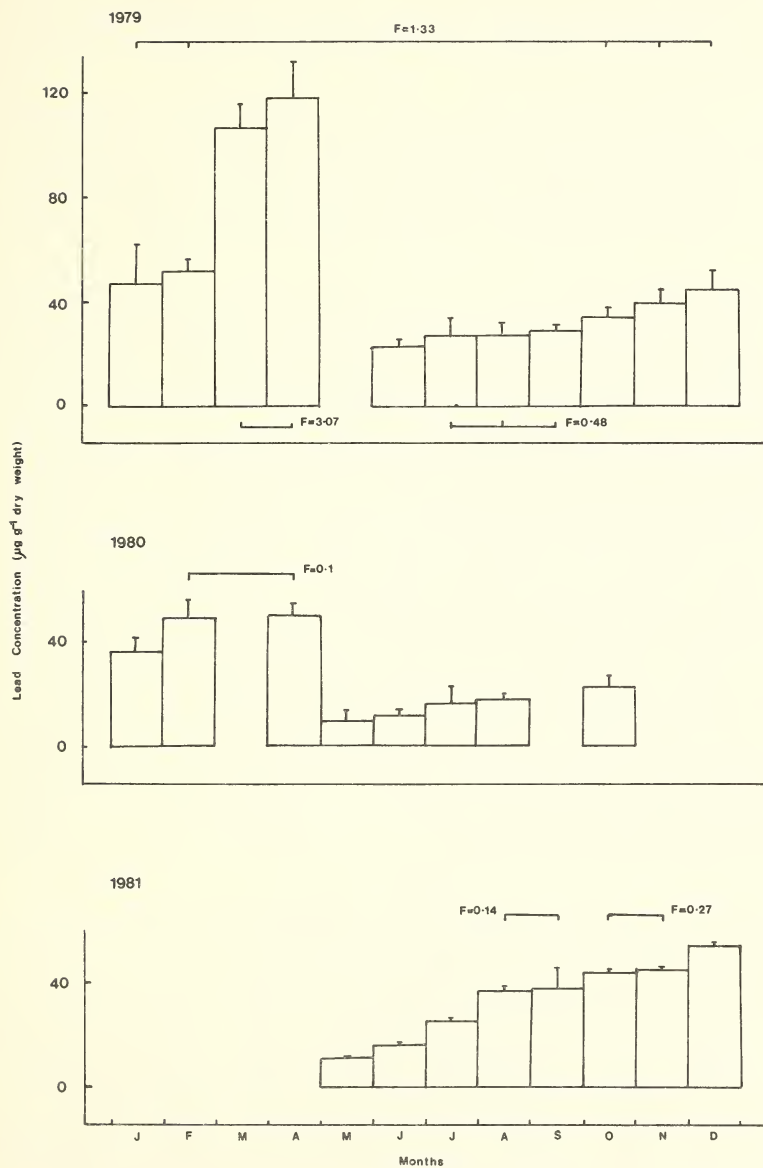 1979
F=1·33
120
80
40
0
F=3·07
F=0·48
Lead Concentration (µg g⁻¹ dry weight)
1980
F=0·1
40
0
1981
F=0·14
F=0·27
40
0
J F M A M J J A S O N D
Months